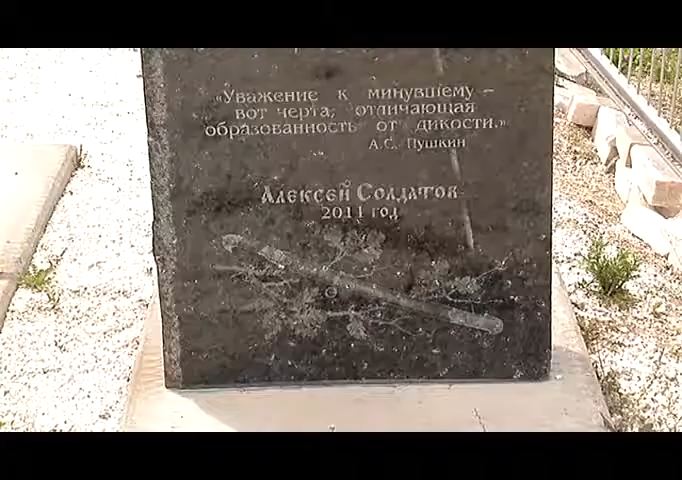 «Уважение к минувшему –
вот черта, отличающая
образованность от дикости.»
А.С. Пушкин
Алексей Солдатов
2011 год